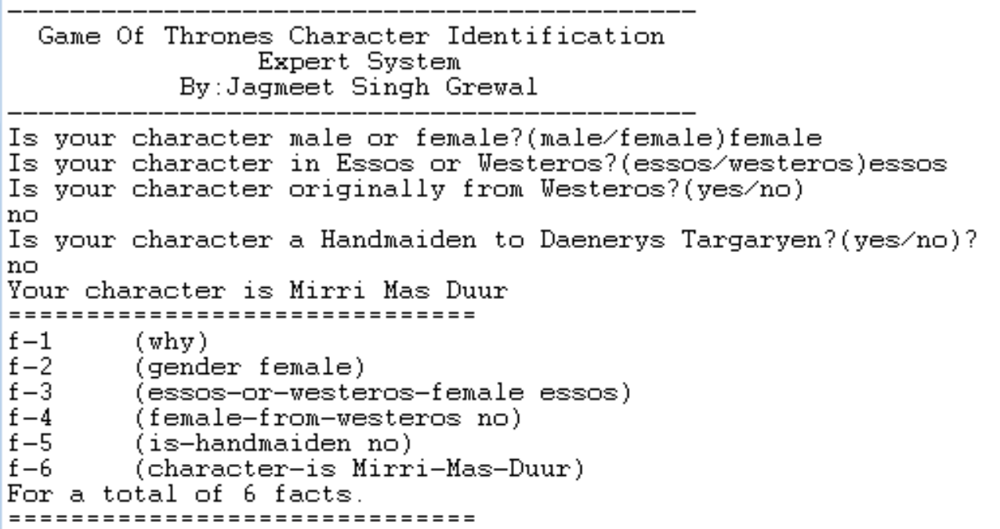 --------------------------------------------
Game Of Thrones Character Identification
Expert System
By:Jagmeet Singh Grewal
--------------------------------------------
Is your character male or female?(male/female)female
Is your character in Essos or Westeros?(essos/westeros)essos
Is your character originally from Westeros?(yes/no)
no
Is your character a Handmaiden to Daenerys Targaryen?(yes/no)?
no
Your character is Mirri Mas Duur
==============================
f-1 (why)
f-2 (gender female)
f-3 (essos-or-westeros-female essos)
f-4 (female-from-westeros no)
f-5 (is-handmaiden no)
f-6 (character-is Mirri-Mas-Duur)
For a total of 6 facts.
==============================